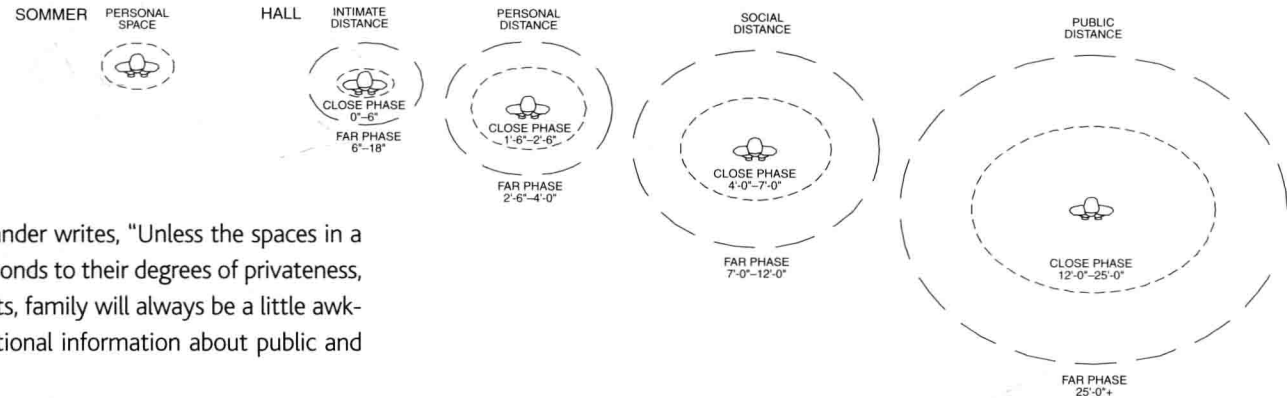 SOMMER
PERSONAL
SPACE
HALL
INTIMATE
DISTANCE
CLOSE PHASE
0"–6"
FAR PHASE
6"–18"
PERSONAL
DISTANCE
CLOSE PHASE
1'-6"–2'-6"
FAR PHASE
2'-6"–4'-0"
SOCIAL
DISTANCE
CLOSE PHASE
4'-0"–7'-0"
FAR PHASE
7'-0"–12'-0"
PUBLIC
DISTANCE
CLOSE PHASE
12'-0"–25'-0"
FAR PHASE
25'-0"+
ander writes, “Unless the spaces in a
onds to their degrees of privateness,
ts, family will always be a little awk-
tional information about public and